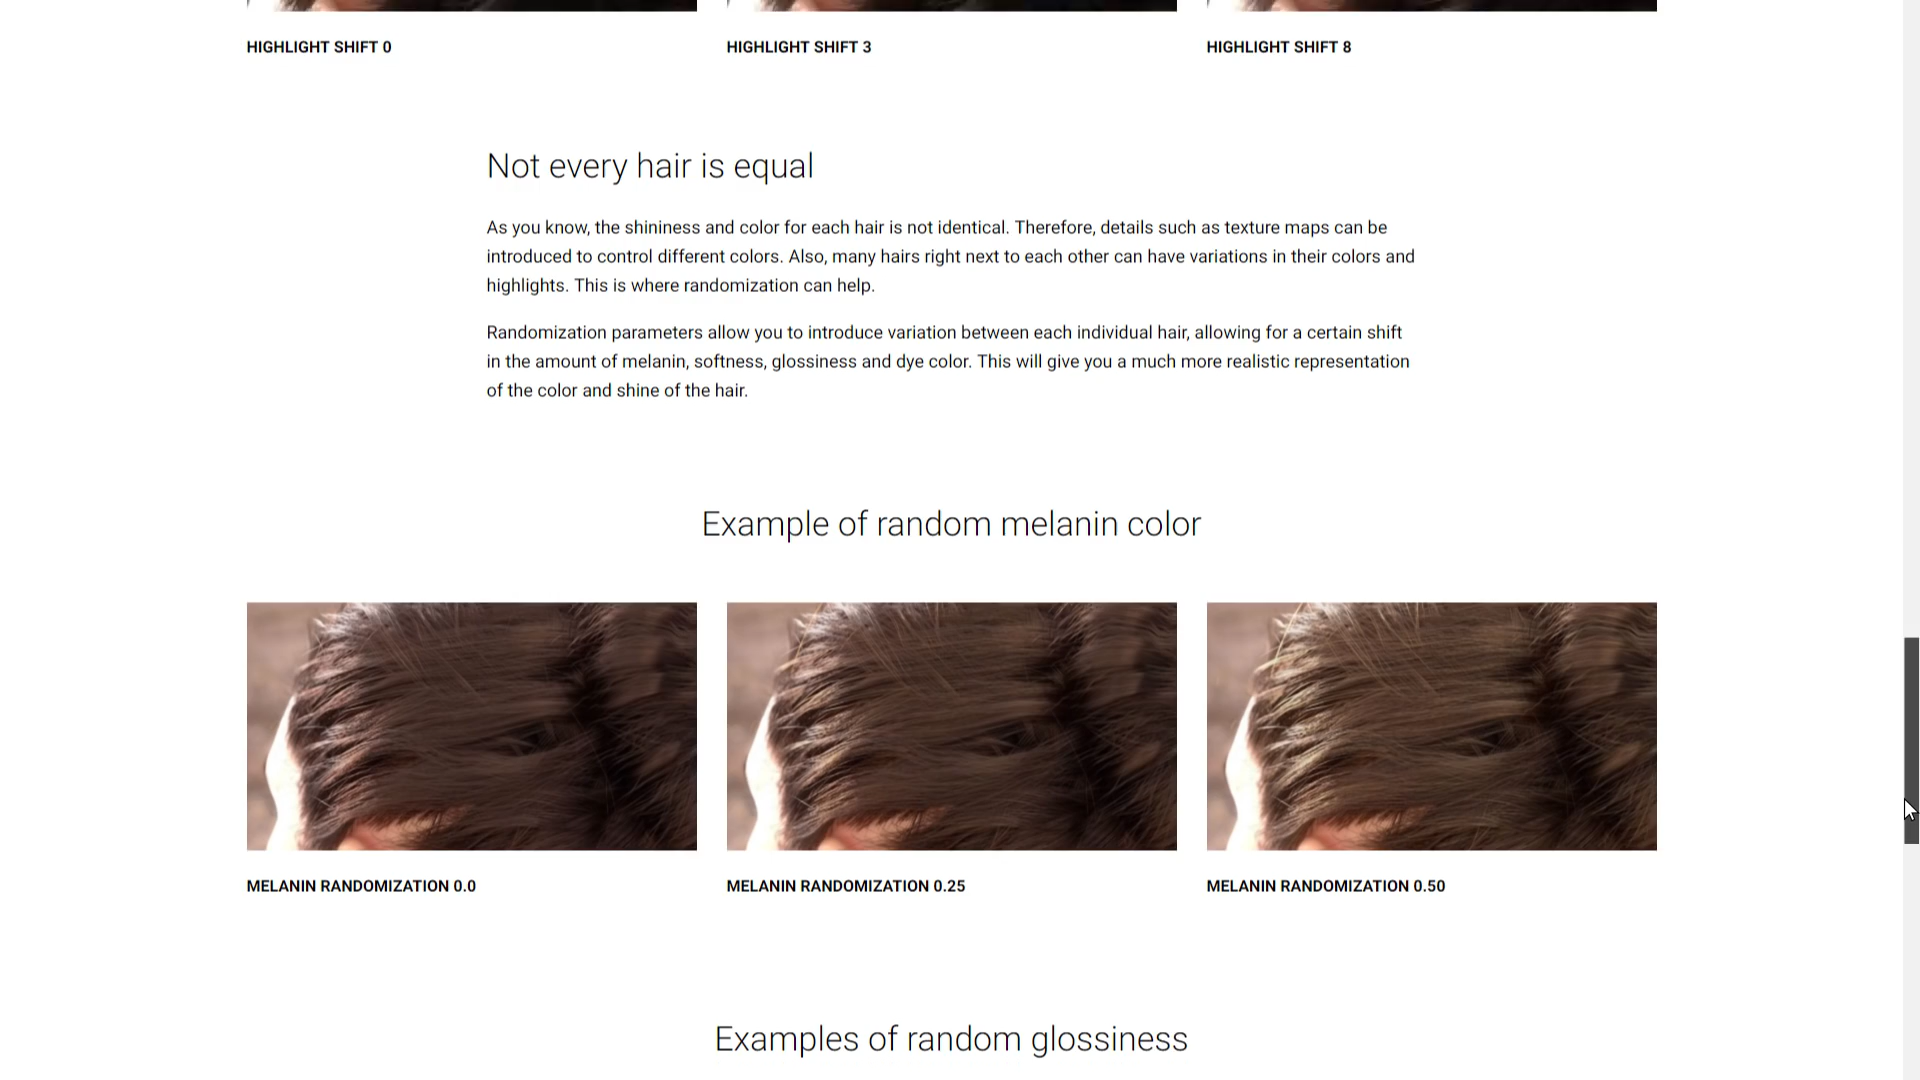 HIGHLIGHT SHIFT 0
HIGHLIGHT SHIFT 3
HIGHLIGHT SHIFT 8
Not every hair is equal
As you know, the shininess and color for each hair is not identical. Therefore, details such as texture maps can be
introduced to control different colors. Also, many hairs right next to each other can have variations in their colors and
highlights. This is where randomization can help.
Randomization parameters allow you to introduce variation between each individual hair, allowing for a certain shift
in the amount of melanin, softness, glossiness and dye color. This will give you a much more realistic representation
of the color and shine of the hair.
Example of random melanin color
MELANIN RANDOMIZATION 0.0
MELANIN RANDOMIZATION 0.25
MELANIN RANDOMIZATION 0.50
Examples of random glossiness